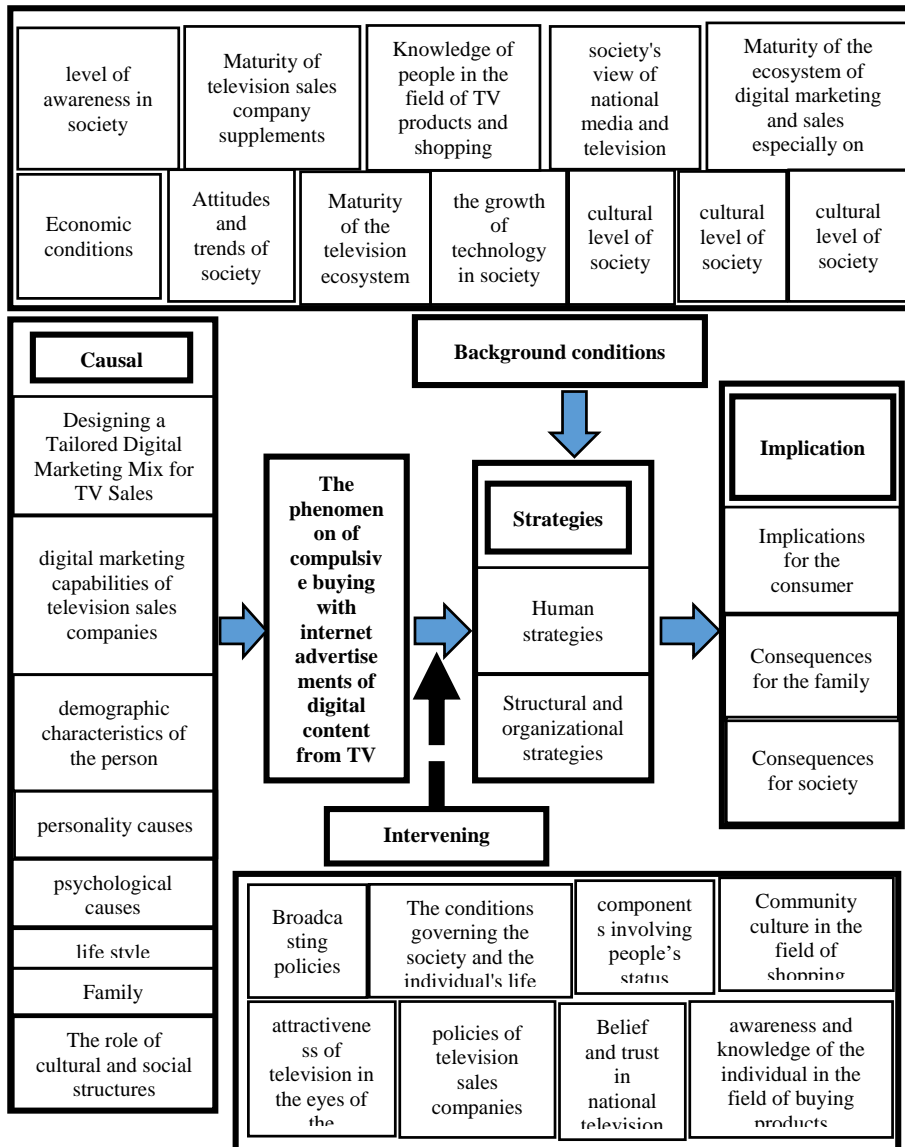 level of
awareness in
society
Maturity of
television sales
company
supplements
Knowledge of
people in the
field of TV
products and
shopping
society's
view of
national
media and
television
Maturity of the
ecosystem of
digital marketing
and sales
especially on
Economic
conditions
Attitudes
and
trends of
society
Maturity
of the
television
ecosystem
the growth
of
technology
in society
cultural
level of
society
cultural
level of
society
cultural
level of
society
Causal
Designing a
Tailored Digital
Marketing Mix for
TV Sales
digital marketing
capabilities of
television sales
companies
demographic
characteristics of
the person
personality causes
psychological
causes
life style
Family
The role of
cultural and social
structures
The
phenomen
on of
compulsiv
e buying
with
internet
advertise
ments of
digital
content
from TV
Background conditions
Strategies
Human
strategies
Structural and
organizational
strategies
Implication
Implications
for the
consumer
Consequences
for the family
Consequences
for society
Intervening
Broadca
sting
policies
The conditions
governing the
society and the
individual's life
component
s involving
people's
status
Community
culture in the
field of
shopping
attractivene
ss of
television in
the eyes of
the
policies of
television
sales
companies
Belief
and trust
in
national
television
awareness and
knowledge of the
individual in the
field of buying
products